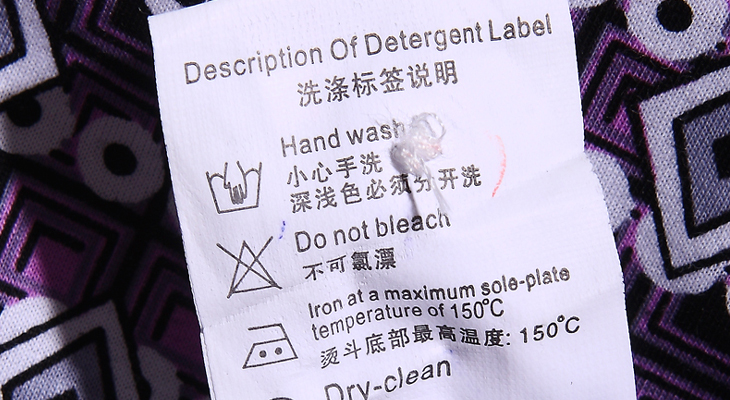 Description Of Detergent Label
洗涤标签说明
Hand wash
小心手洗
深浅色必须分开洗
Do not bleach
不可氯漂
Iron at a maximum sole-plate
temperature of 150°C
烫斗底部最高温度: 150°C
Dry-clean